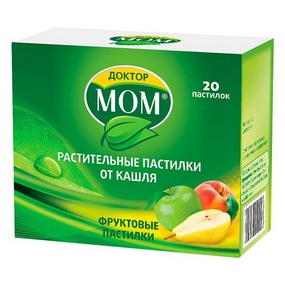 20
пастилок
ДОКТОР
МОМ®
РАСТИТЕЛЬНЫЕ ПАСТИЛКИ
ОТ КАШЛЯ
ФРУКТОВЫЕ
ПАСТИЛКИ